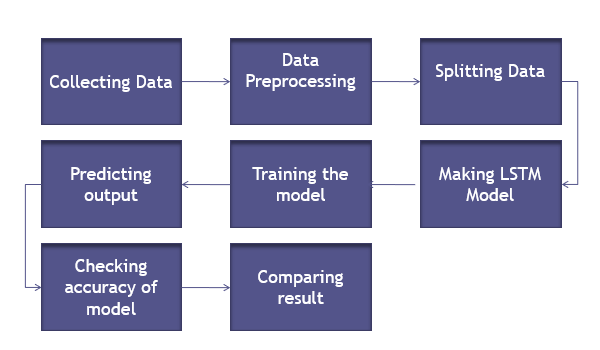 Collecting Data
Data
Preprocessing
Splitting Data
Making LSTM
Model
Training the
model
Predicting
output
Checking
accuracy of
model
Comparing
result